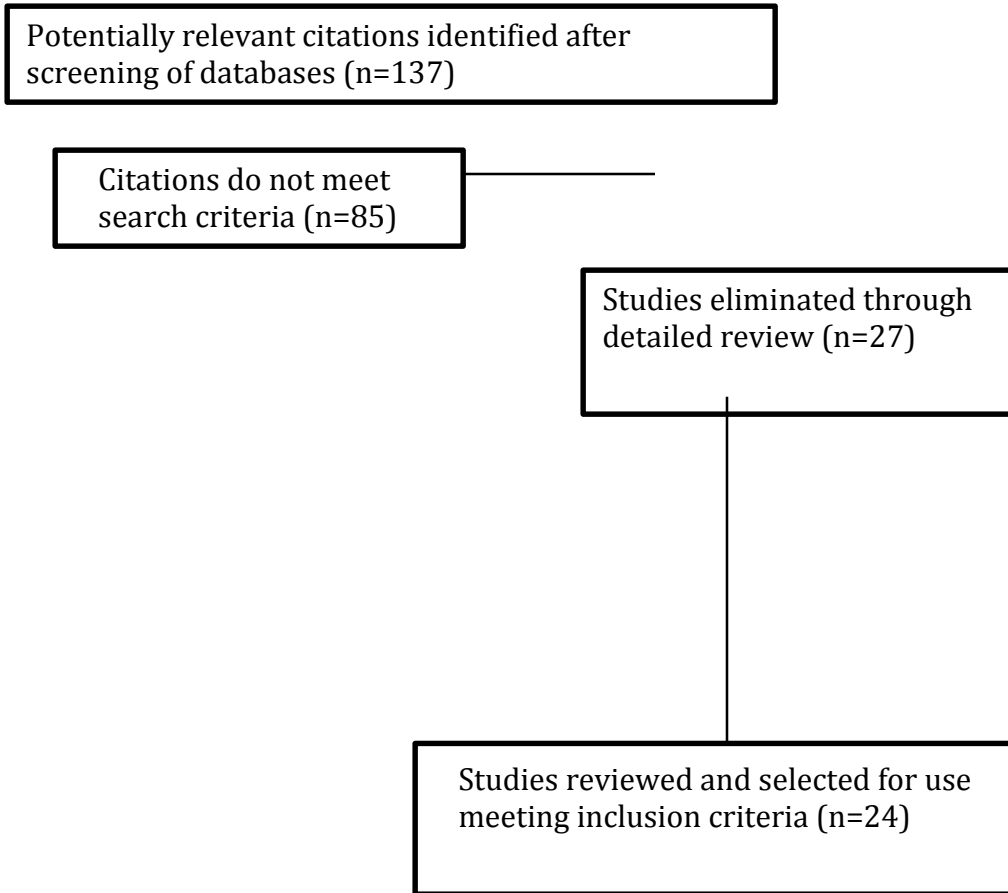 Potentially relevant citations identified after
screening of databases (n=137)
Citations do not meet
search criteria (n=85)
Studies eliminated through
detailed review (n=27)
Studies reviewed and selected for use
meeting inclusion criteria (n=24)